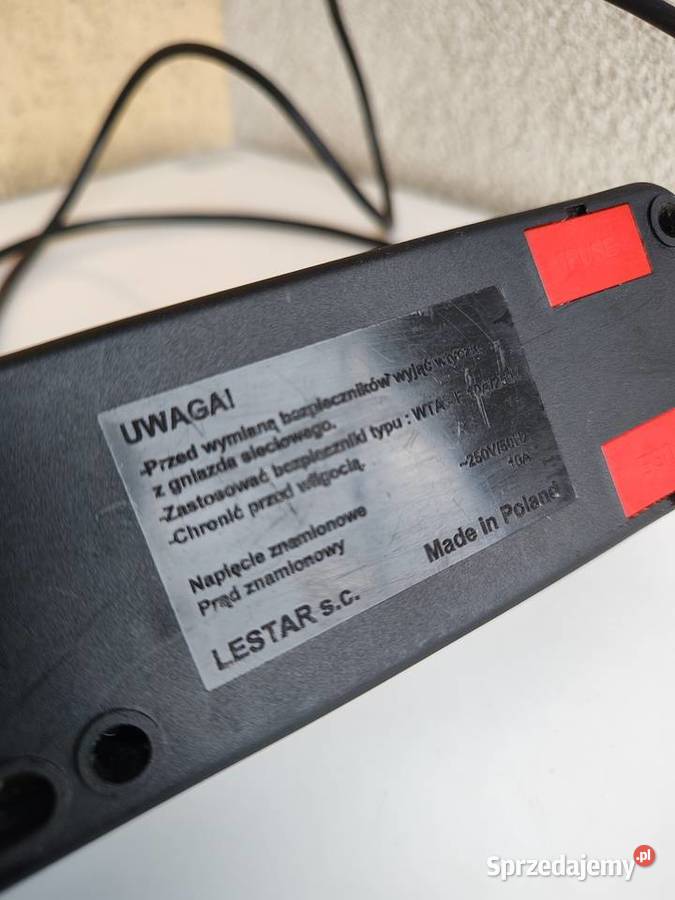 UWAGA!
-Przed wymianą bezpieczników wyjąć
z gniazda sieciowego.
-Zastosować bezpieczniki typu : WTA - F
-Chronić przed wilgocią.
Napięcie znamionowe ~250V/50Hz
Prąd znamionowy 10A
LESTAR s.c. Made in Poland
FUSE
Sprzedajemy.pl